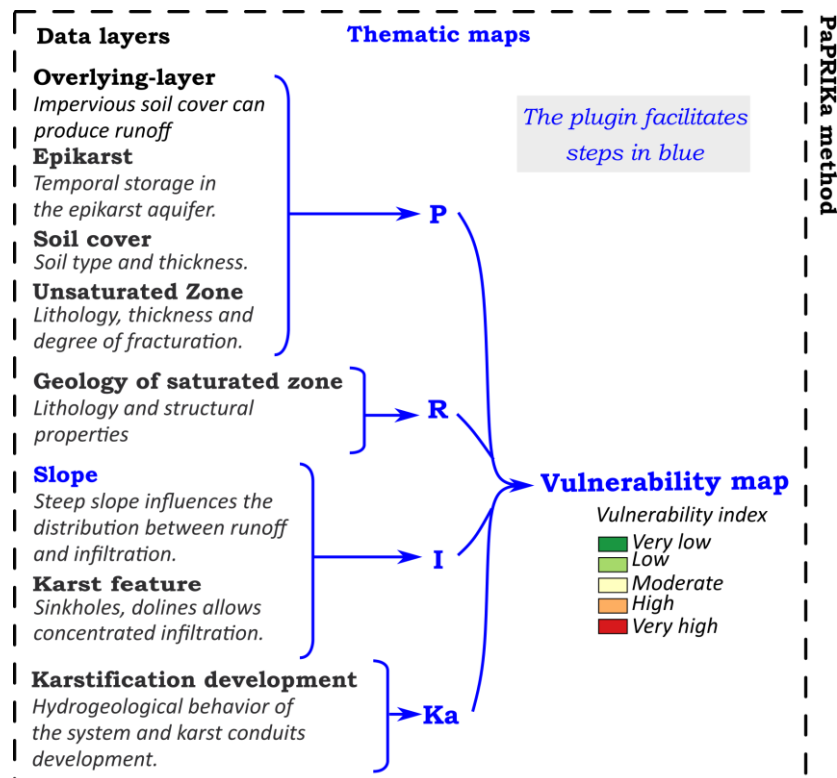 Data layers
Thematic maps
PaPRIKa method
Overlying-layer
Impervious soil cover can
produce runoff
The plugin facilitates
steps in blue
Epikarst
Temporal storage in
the epikarst aquifer.
Soil cover
Soil type and thickness.
Unsaturated Zone
Lithology, thickness and
degree of fracturation.
P
Geology of saturated zone
Lithology and structural
properties
R
Slope
Steep slope influences the
distribution between runoff
and infiltration.
Karst feature
Sinkholes, dolines allows
concentrated infiltration.
I
Karstification development
Hydrogeological behavior of
the system and karst conduits
development.
Ka
Vulnerability map
Vulnerability index
Very low
Low
Moderate
High
Very high